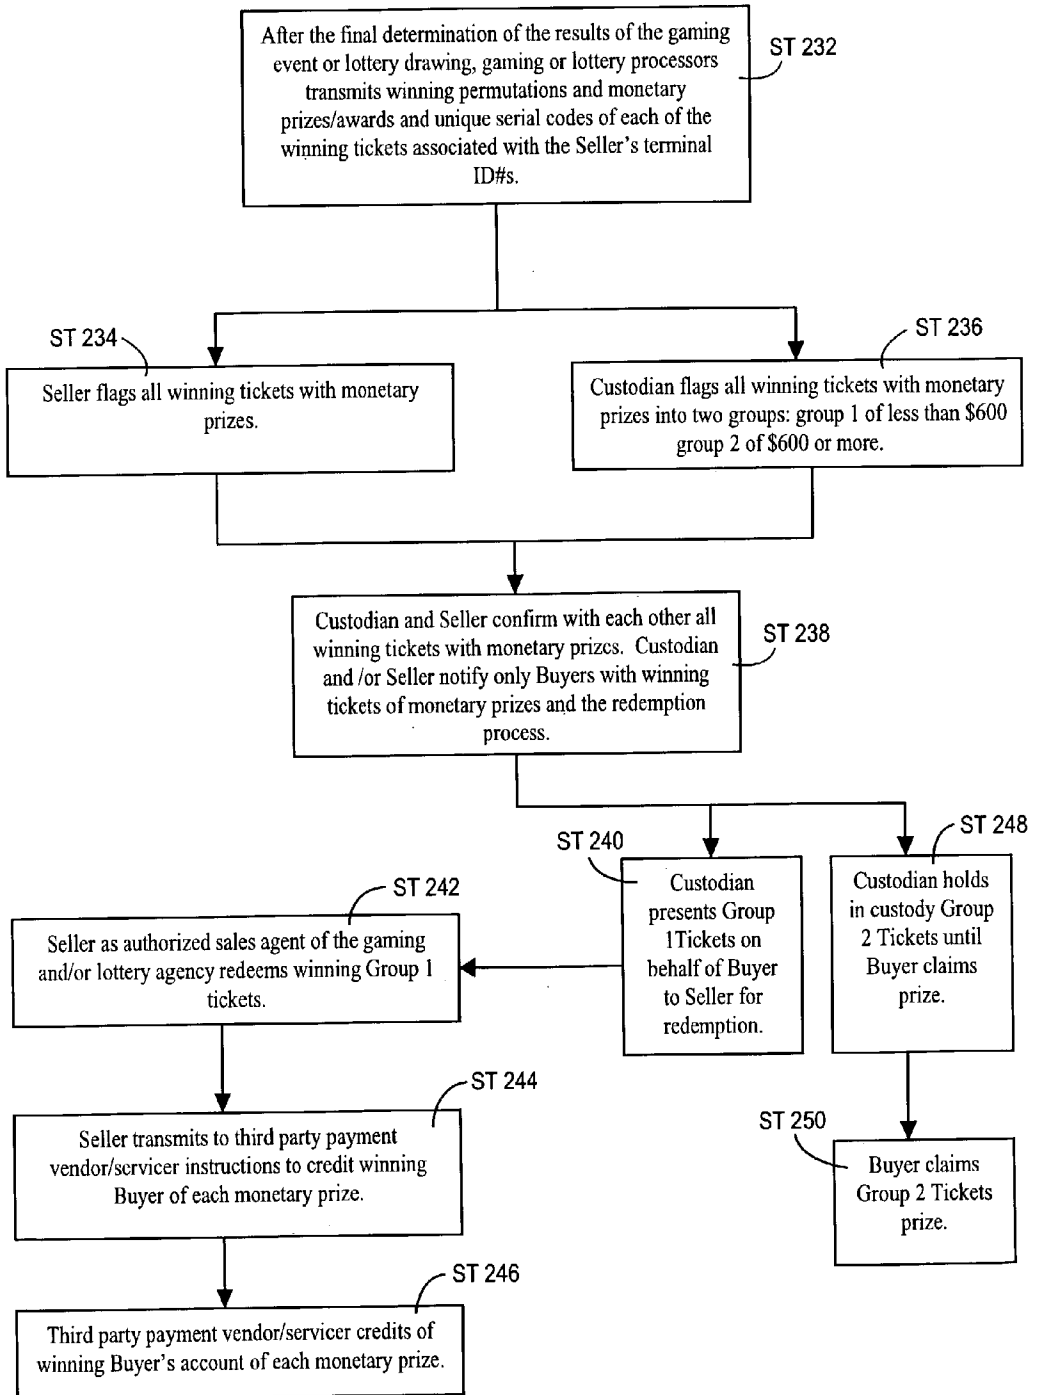 After the final determination of the results of the gaming
event or lottery drawing, gaming or lottery processors
transmits winning permutations and monetary
prizes/awards and unique serial codes of each of the
winning tickets associated with the Seller's terminal
ID#s.
ST 232
ST 234
Seller flags all winning tickets with monetary
prizes.
ST 236
Custodian flags all winning tickets with monetary
prizes into two groups: group 1 of less than $600
group 2 of $600 or more.
Custodian and Seller confirm with each other all
winning tickets with monetary prizes. Custodian
and /or Seller notify only Buyers with winning
tickets of monetary prizes and the redemption
process.
ST 238
ST 240
Custodian
presents Group
1Tickets on
behalf of Buyer
to Seller for
redemption.
ST 248
Custodian holds
in custody Group
2 Tickets until
Buyer claims
prize.
ST 242
Seller as authorized sales agent of the gaming
and/or lottery agency redeems winning Group 1
tickets.
ST 244
Seller transmits to third party payment
vendor/servicer instructions to credit winning
Buyer of each monetary prize.
ST 250
Buyer claims
Group 2 Tickets
prize.
ST 246
Third party payment vendor/servicer credits of
winning Buyer's account of each monetary prize.